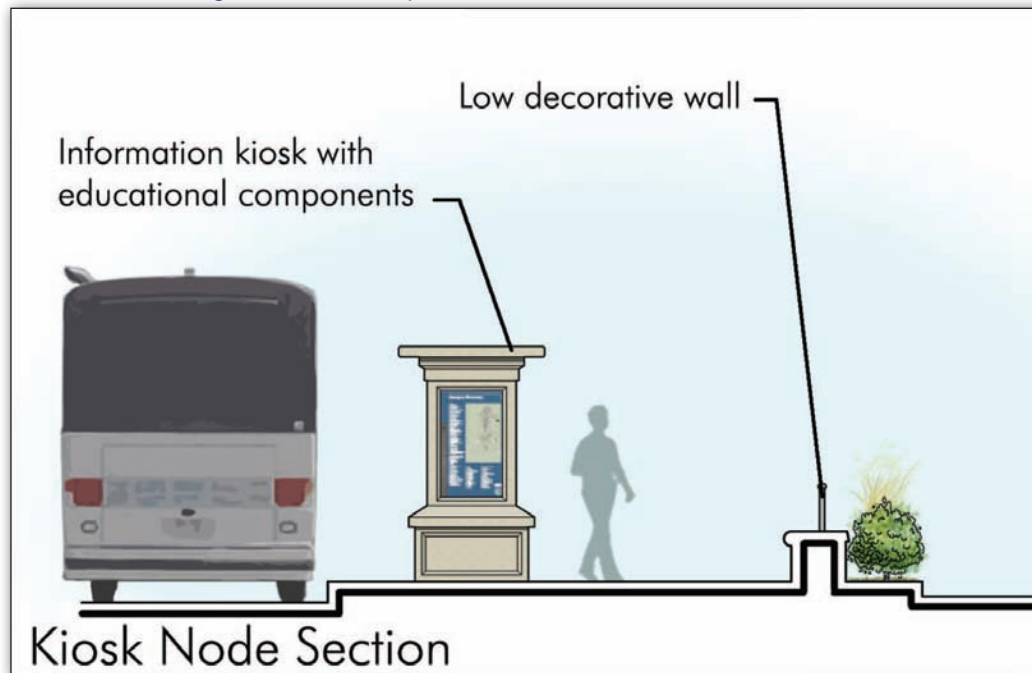 Low decorative wall
Information kiosk with
educational components
Kiosk Node Section